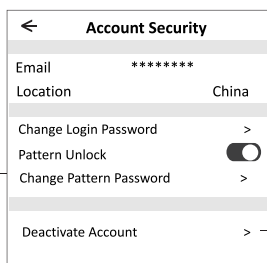 Account Security
Email ********
Location China
Change Login Password >
Pattern Unlock
Change Pattern Password >
Deactivate Account >